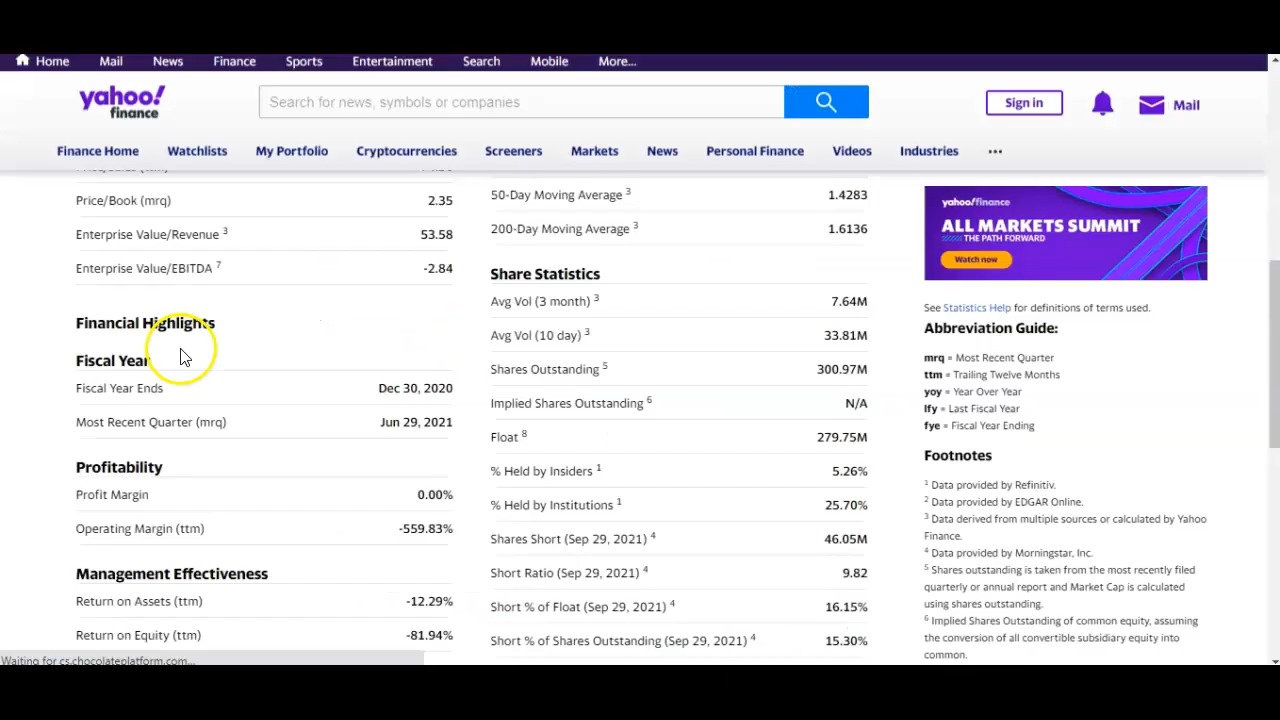 Home Mail News Finance Sports Entertainment Search Mobile More...
yahoo! finance
Search for news, symbols or companies
Sign in
Mail
Finance Home Watchlists My Portfolio Cryptocurrencies Screeners Markets News Personal Finance Videos Industries ...
Price/Book (mrq) 2.35
Enterprise Value/Revenue 3 53.58
Enterprise Value/EBITDA 7 -2.84
Financial Highlights
Fiscal Year
Fiscal Year Ends Dec 30, 2020
Most Recent Quarter (mrq) Jun 29, 2021
Profitability
Profit Margin 0.00%
Operating Margin (ttm) -559.83%
Management Effectiveness
Return on Assets (ttm) -12.29%
Return on Equity (ttm) -81.94%
50-Day Moving Average 3 1.4283
200-Day Moving Average 3 1.6136
Share Statistics
Avg Vol (3 month) 3 7.64M
Avg Vol (10 day) 3 33.81M
Shares Outstanding 5 300.97M
Implied Shares Outstanding 6 N/A
Float 8 279.75M
% Held by Insiders 1 5.26%
% Held by Institutions 1 25.70%
Shares Short (Sep 29, 2021) 4 46.05M
Short Ratio (Sep 29, 2021) 4 9.82
Short % of Float (Sep 29, 2021) 4 16.15%
Short % of Shares Outstanding (Sep 29, 2021) 4 15.30%
yahoo!finance
ALL MARKETS SUMMIT
THE PATH FORWARD
Watch now
See Statistics Help for definitions of terms used.
Abbreviation Guide:
mrq = Most Recent Quarter
ttm = Trailing Twelve Months
yoy = Year Over Year
lfy = Last Fiscal Year
fye = Fiscal Year Ending
Footnotes
1 Data provided by Refinitiv.
2 Data provided by EDGAR Online.
3 Data derived from multiple sources or calculated by Yahoo
Finance.
4 Data provided by Morningstar, Inc.
5 Shares outstanding is taken from the most recently filed
quarterly or annual report and Market Cap is calculated
using shares outstanding.
6 Implied Shares Outstanding of common equity, assuming
the conversion of all convertible subsidiary equity into
common.
Waiting for cs.chocolateplatform.com...